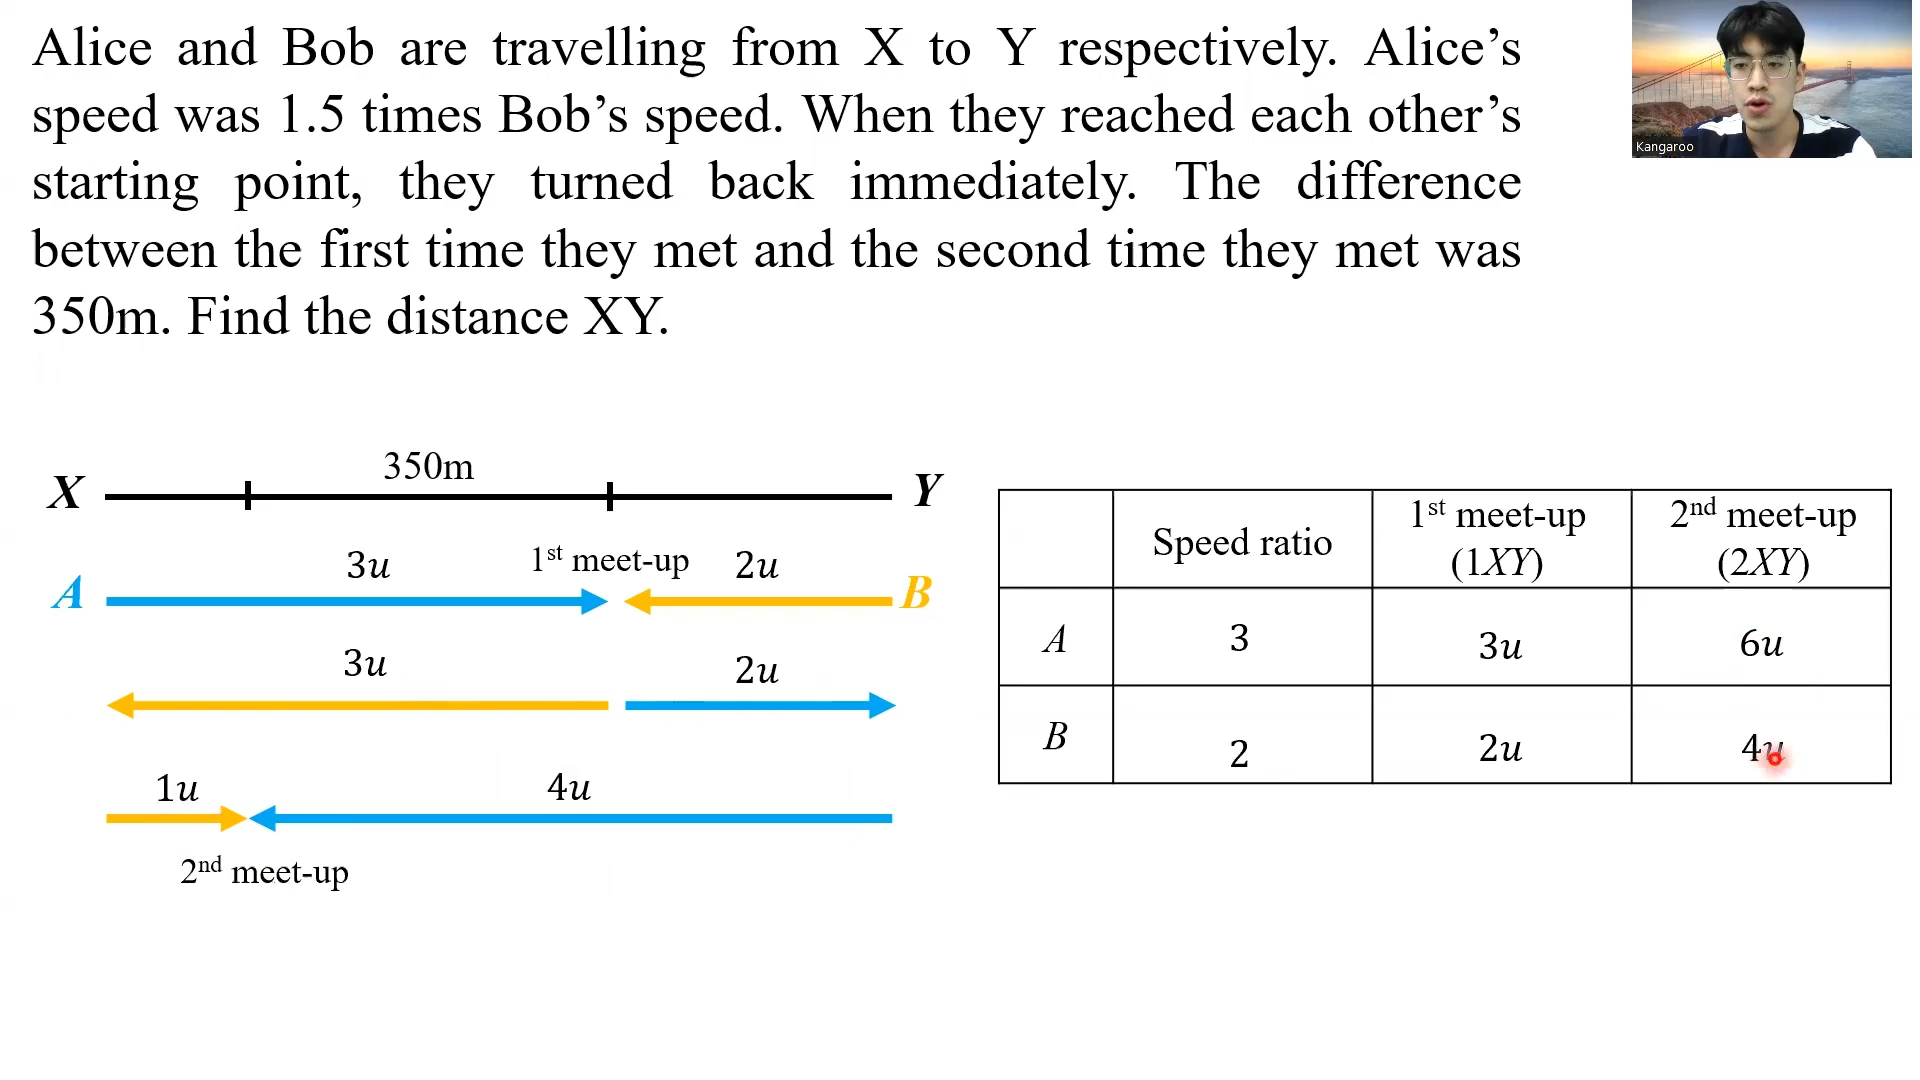 Alice and Bob are travelling from X to Y respectively. Alice’s
speed was 1.5 times Bob’s speed. When they reached each other’s
starting point, they turned back immediately. The difference
between the first time they met and the second time they met was
350m. Find the distance XY.
Kangaroo
350m
X Y
3u 1st meet-up 2u
A B
3u 2u
1u 4u
2nd meet-up
Speed ratio 1st meet-up (1XY) 2nd meet-up (2XY)
A 3 3u 6u
B 2 2u 4u